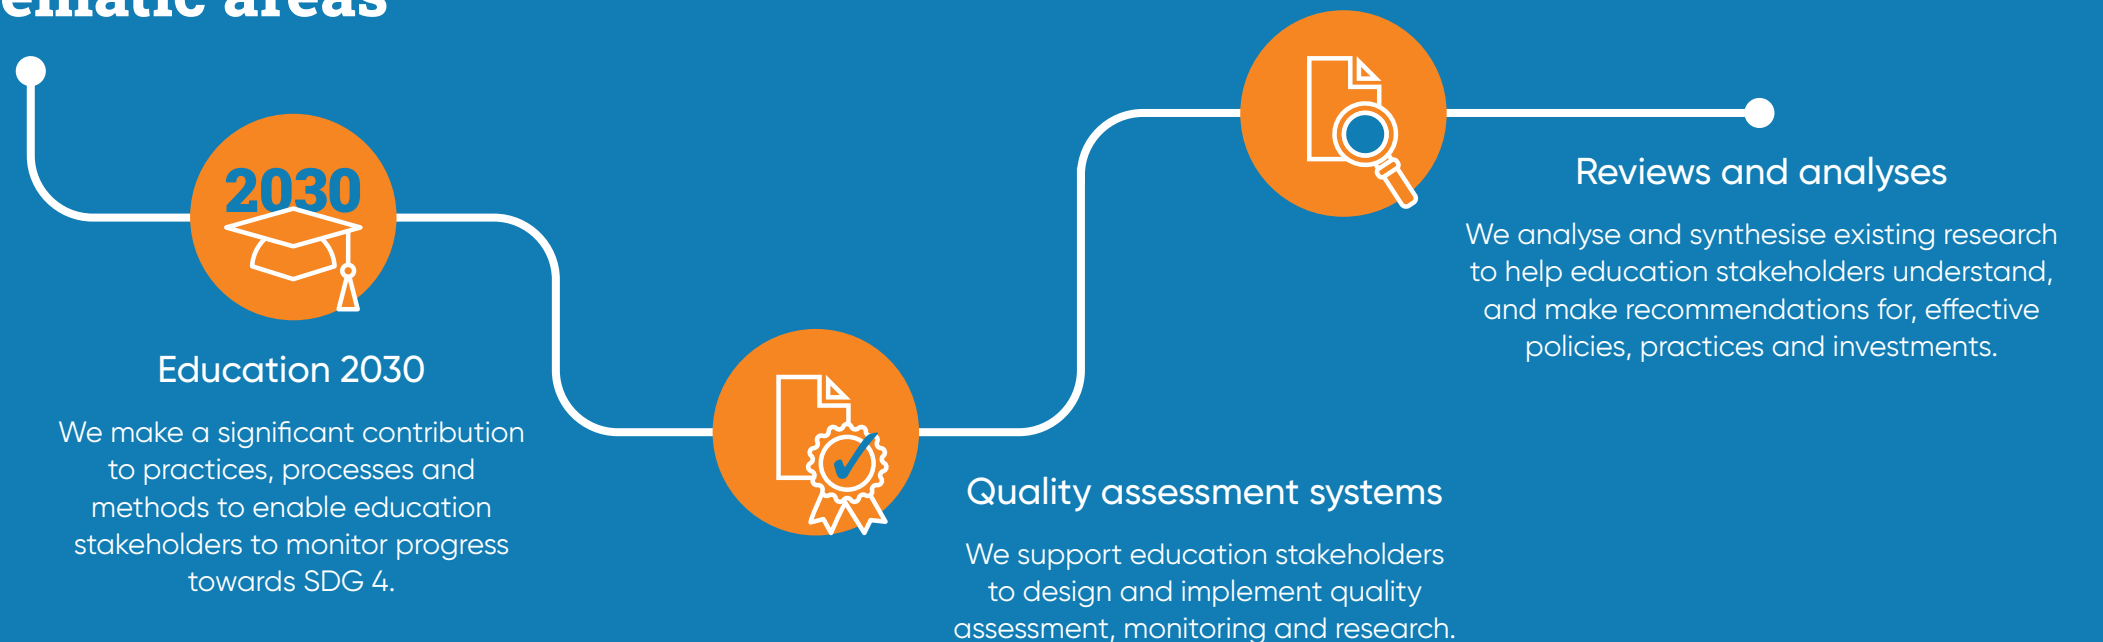 areas
2030
Education 2030
We make a significant contribution
to practices, processes and
methods to enable education
stakeholders to monitor progress
towards SDG 4.
Quality assessment systems
We support education stakeholders
to design and implement quality
assessment, monitoring and research.
Reviews and analyses
We analyse and synthesise existing research
to help education stakeholders understand,
and make recommendations for, effective
policies, practices and investments.